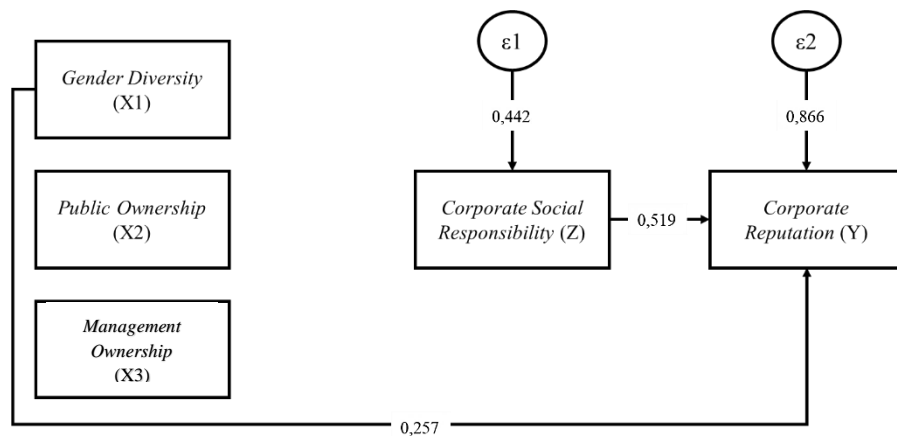 Gender Diversity
(X1)
Public Ownership
(X2)
Management
Ownership
(X3)
ε1
0,442
Corporate Social
Responsibility (Z)
0,519
ε2
0,866
Corporate
Reputation (Y)
0,257